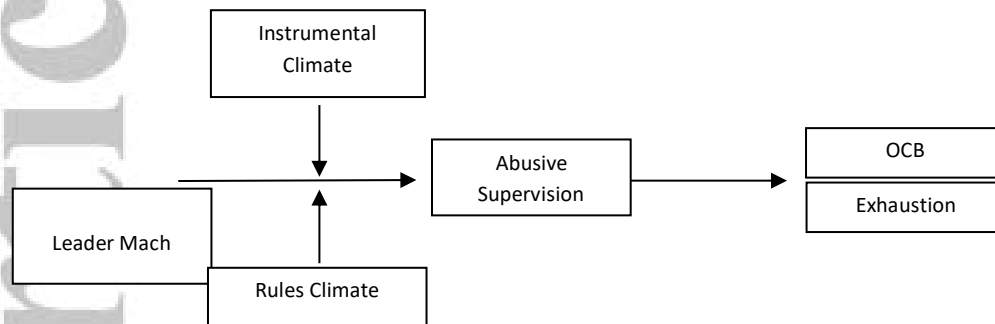 Instrumental
Climate
Abusive
Supervision
OCB
Exhaustion
Leader Mach
Rules Climate